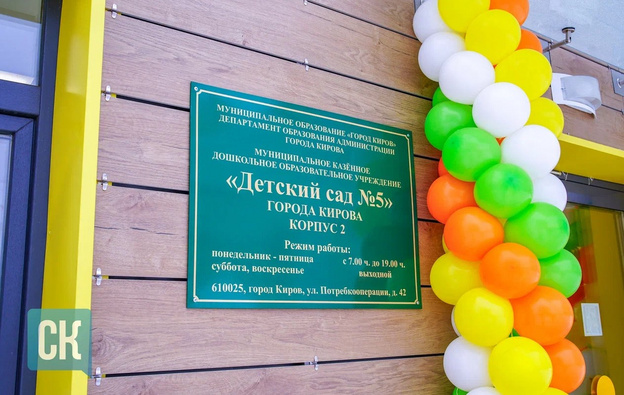 МУНИЦИПАЛЬНОЕ ОБРАЗОВАНИЕ «ГОРОД КИРОВ»
ДЕПАРТАМЕНТ ОБРАЗОВАНИЯ АДМИНИСТРАЦИИ
ГОРОДА КИРОВА
МУНИЦИПАЛЬНОЕ КАЗЁННОЕ
ДОШКОЛЬНОЕ ОБРАЗОВАТЕЛЬНОЕ УЧРЕЖДЕНИЕ
«Детский сад №5»
ГОРОДА КИРОВА
КОРПУС 2
Режим работы:
понедельник - пятница с 7.00 ч. до 19.00 ч.
суббота, воскресенье выходной
610025, город Киров, ул. Потребкооперации, д. 42
СК